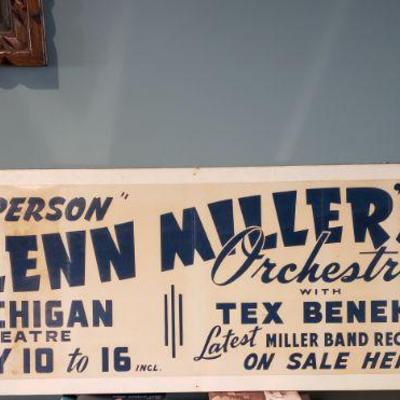 PERSON"
LENN MILLER'
Orchestr
CHIGAN
EATRE
Y 10 to 16 INCL.
WITH
TEX BENEK
Latest MILLER BAND REC
ON SALE HE